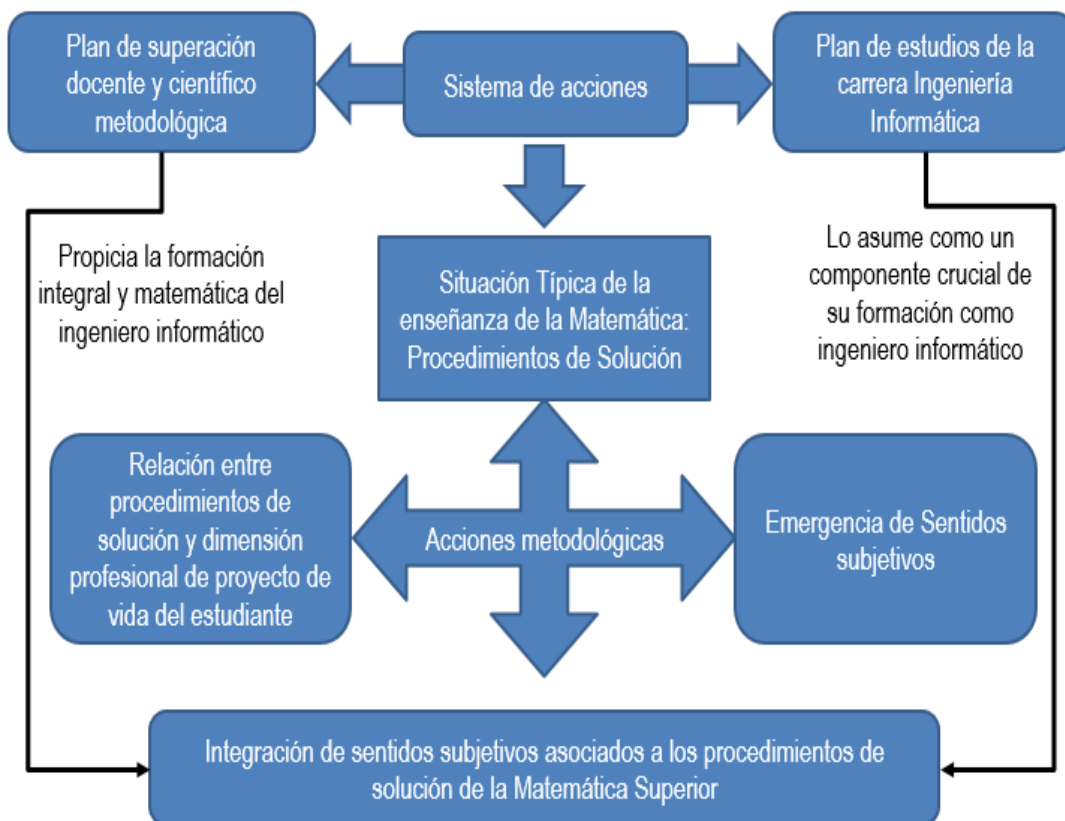 Plan de superación
docente y científico
metodológica
Sistema de acciones
Plan de estudios de la
carrera Ingeniería
Informática
Propicia la formación
integral y matemática del
ingeniero informático
Situación Típica de la
enseñanza de la Matemática:
Procedimientos de Solución
Lo asume como un
componente crucial de
su formación como
ingeniero informático
Relación entre
procedimientos de
solución y dimensión
profesional de proyecto de
vida del estudiante
Acciones metodológicas
Emergencia de Sentidos
subjetivos
Integración de sentidos subjetivos asociados a los procedimientos de
solución de la Matemática Superior